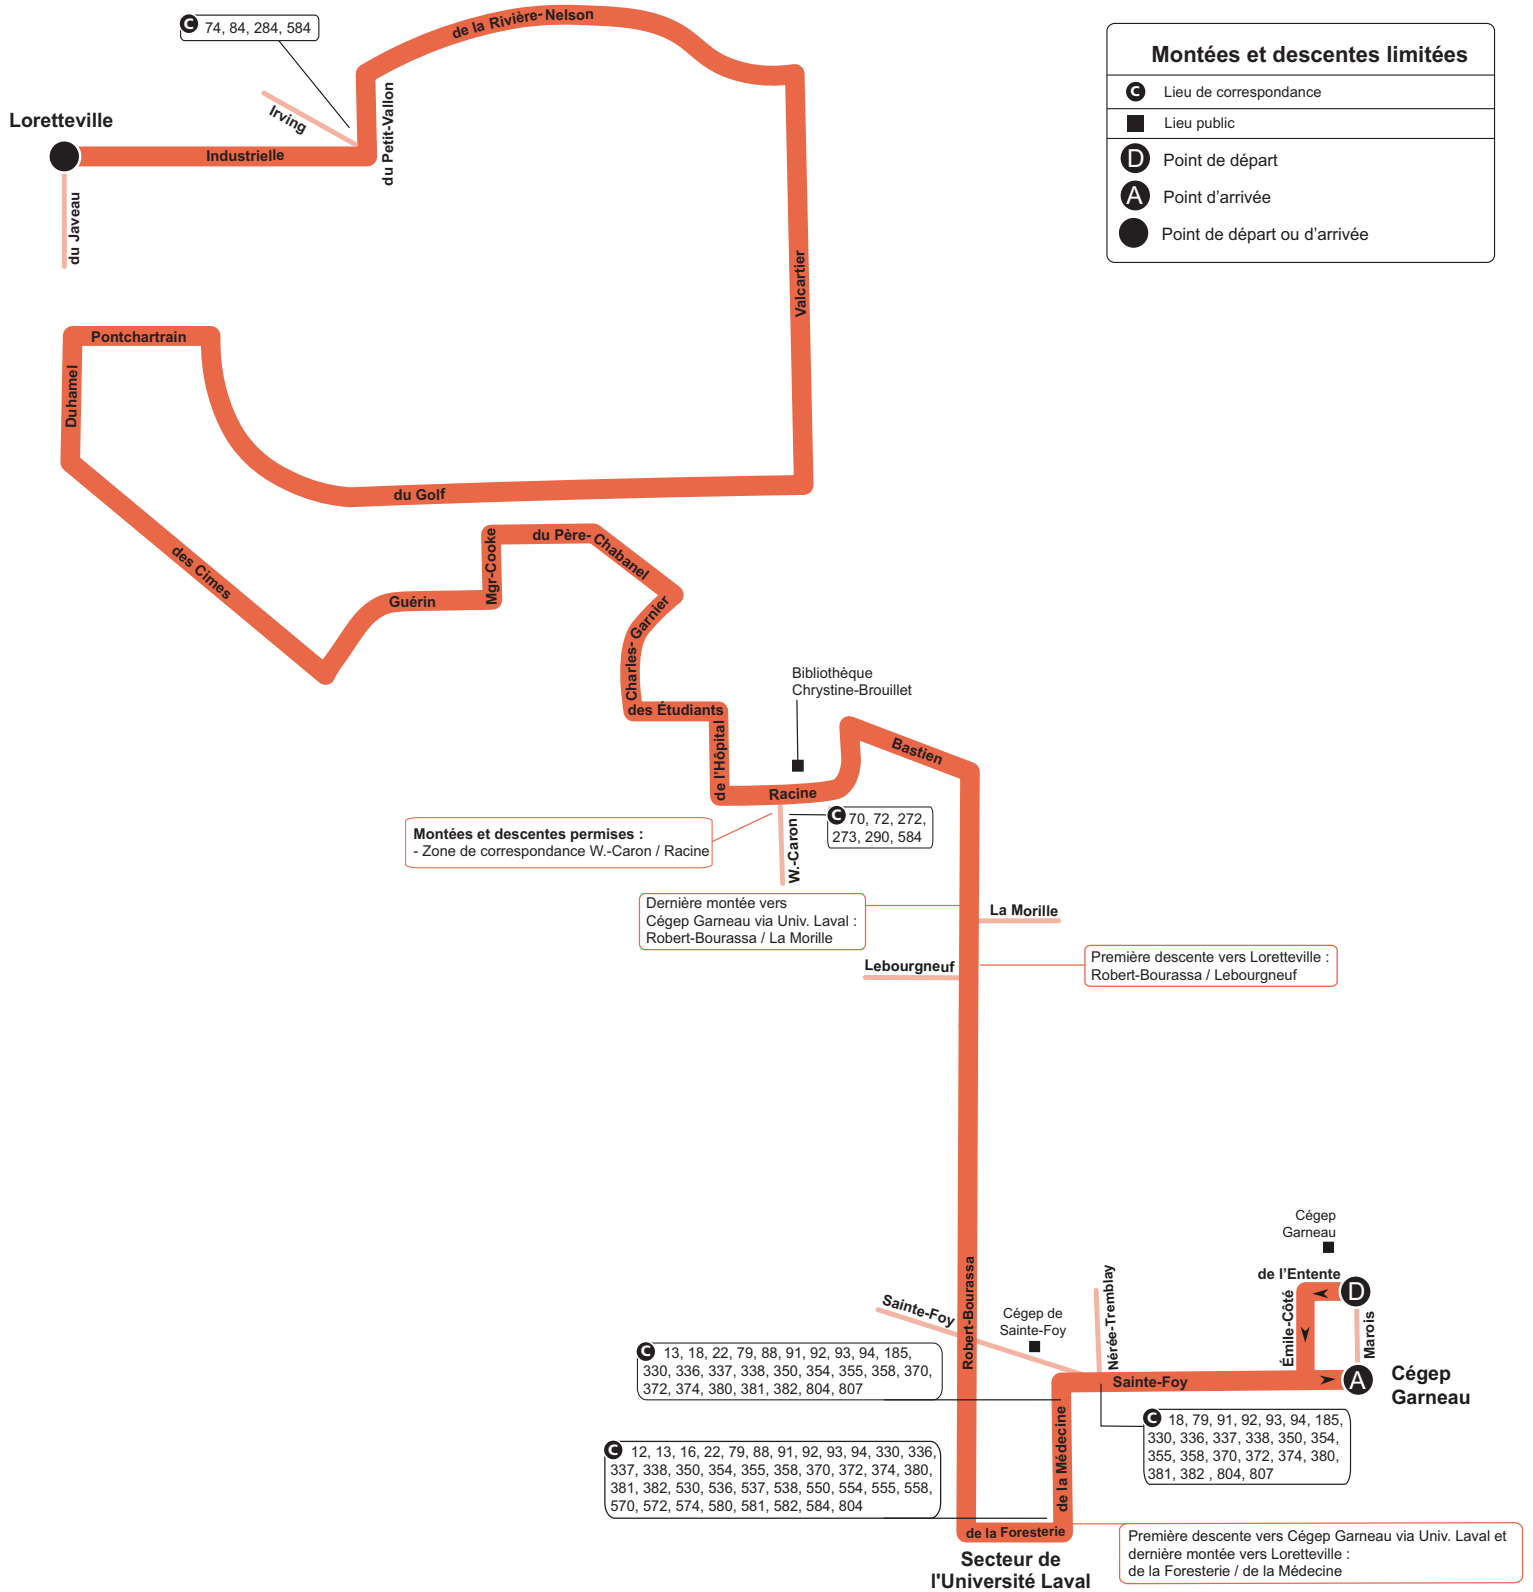 C 74, 84, 284, 584
de la Rivière-Nelson
Montées et descentes limitées
C Lieu de correspondance
Lieu public
D Point de départ
A Point d'arrivée
Point de départ ou d'arrivée
Irving
Loretteville
Industrielle
du Petit-Vallon
du Javeau
Valcartier
Pontchartrain
Duhamel
du Golf
des Cimes
Guérin
Mgr-Cooke
du Père-Chabanel
Charles-Garnier
des Étudiants
de l'Hôpital
Bibliothèque
Chrystine-Brouillet
Bastien
Racine
Montées et descentes permises :
- Zone de correspondance W.-Caron / Racine
W.-Caron
C 70, 72, 272,
273, 290, 584
Dernière montée vers
Cégep Garneau via Univ. Laval :
Robert-Bourassa / La Morille
La Morille
Lebourgneuf
Première descente vers Loretteville :
Robert-Bourassa / Lebourgneuf
Robert-Bourassa
Sainte-Foy
Cégep de
Sainte-Foy
Nérée-Tremblay
Cégep
Garneau
de l'Entente
D
Émile-Côté
Marois
A
Cégep
Garneau
Sainte-Foy
C 13, 18, 22, 79, 88, 91, 92, 93, 94, 185,
330, 336, 337, 338, 350, 354, 355, 358, 370,
372, 374, 380, 381, 382, 804, 807
C 18, 79, 91, 92, 93, 94, 185,
330, 336, 337, 338, 350, 354,
355, 358, 370, 372, 374, 380,
381, 382 , 804, 807
C 12, 13, 16, 22, 79, 88, 91, 92, 93, 94, 330, 336,
337, 338, 350, 354, 355, 358, 370, 372, 374, 380,
381, 382, 530, 536, 537, 538, 550, 554, 555, 558,
570, 572, 574, 580, 581, 582, 584, 804
de la Médecine
de la Foresterie
Secteur de
l'Université Laval
Première descente vers Cégep Garneau via Univ. Laval et
dernière montée vers Loretteville :
de la Foresterie / de la Médecine